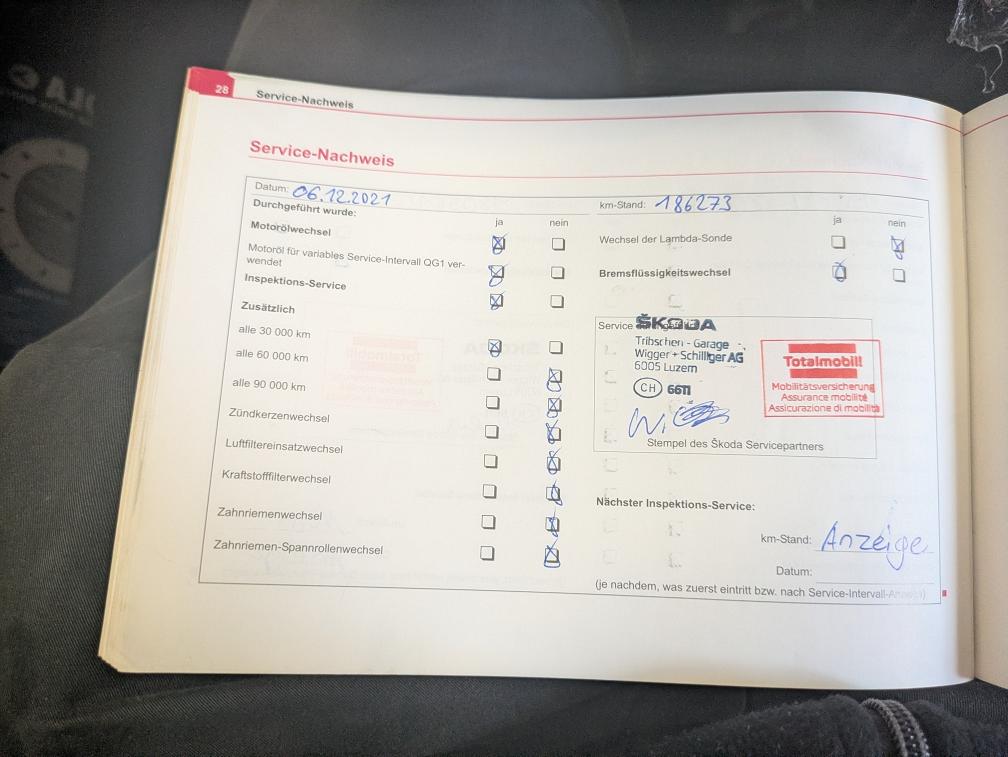 28
Service-Nachweis
Service-Nachweis
Datum: 06.12.2021
km-Stand: 186273
Durchgeführt wurde:
ja nein
ja nein
Motorölwechsel
Motoröl für variables Service-Intervall QG1 ver-
wendet
Inspektions-Service
Zusätzlich
alle 30 000 km
alle 60 000 km
alle 90 000 km
Zündkerzenwechsel
Luftfiltereinsatzwechsel
Kraftstofffilterwechsel
Zahnriemenwechsel
Zahnriemen-Spannrollenwechsel
Wechsel der Lambda-Sonde
Bremsflüssigkeitswechsel
Service
ŠKODA
Tribschen - Garage
Wigger + Schilliger AG
6005 Luzern
CH 6611
Stempel des Škoda Servicepartners
Totalmobil!
Mobilitätsversicherung
Assurance mobilité
Assicurazione di mobilità
Nächster Inspektions-Service:
km-Stand: Anzeige
Datum:
(je nachdem, was zuerst eintritt bzw. nach Service-Intervall-Anzeige)